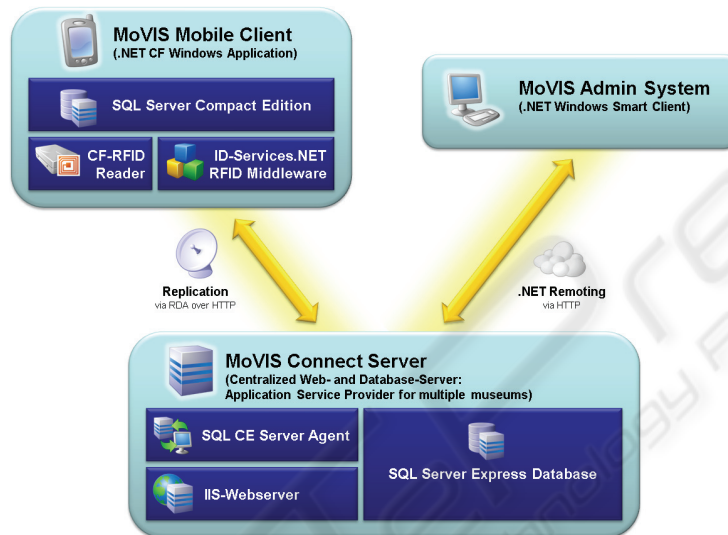 MoVIS Mobile Client
(.NET CF Windows Application)
SQL Server Compact Edition
CF-RFID
Reader
ID-Services.NET
RFID Middleware
MoVIS Admin System
(.NET Windows Smart Client)
Replication
via RDA over HTTP
.NET Remoting
via HTTP
MoVIS Connect Server
(Centralized Web- and Database-Server:
Application Service Provider for multiple museums)
SQL CE Server Agent
IIS-Webserver
SQL Server Express Database